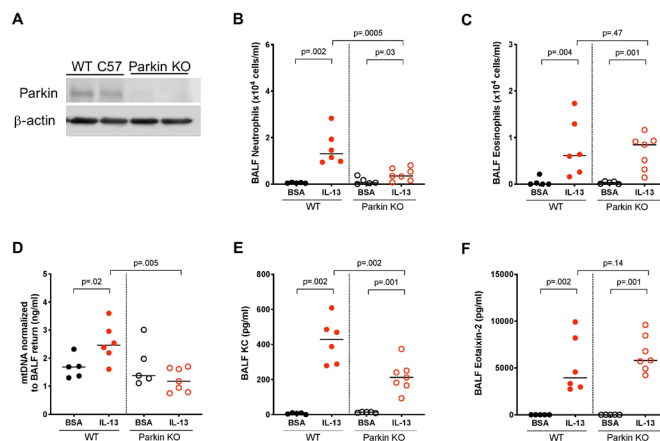 A
WT C57 Parkin KO
Parkin
β-actin
B
p=.0005
p=.002
p=.03
BALF Neutrophils (x10⁴ cells/ml)
6
4
2
0
BSA IL-13 BSA IL-13
WT Parkin KO
C
p=.47
p=.004
p=.001
BALF Eosinophils (x10⁴ cells/ml)
3
2
1
0
BSA IL-13 BSA IL-13
WT Parkin KO
D
p=.005
p=.02
mtDNA normalized
to BALF return (ng/ml)
5
4
3
2
1
0
BSA IL-13 BSA IL-13
WT Parkin KO
E
p=.002
p=.002
p=.001
BALF KC
(pg/ml)
800
600
400
200
0
BSA IL-13 BSA IL-13
WT Parkin KO
F
p=.14
p=.002
p=.001
BALF Eotaixin-2
(pg/ml)
15000
10000
5000
0
BSA IL-13 BSA IL-13
WT Parkin KO